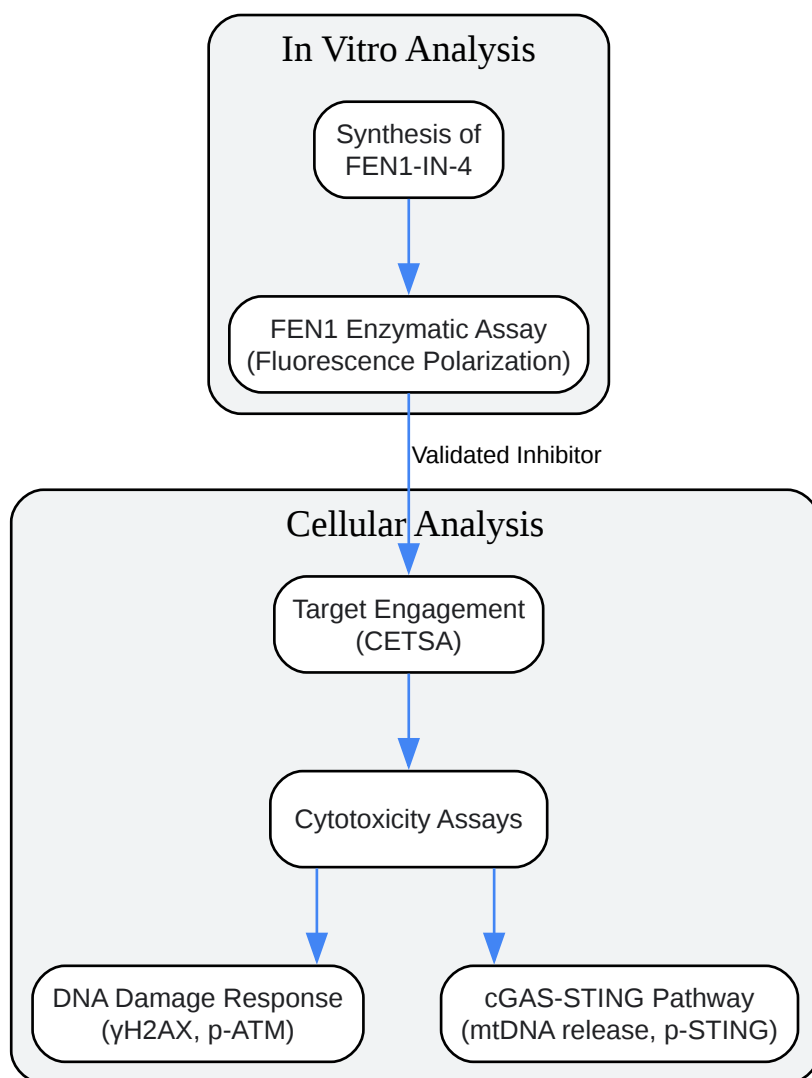 In Vitro Analysis
Synthesis of
FEN1-IN-4
FEN1 Enzymatic Assay
(Fluorescence Polarization)
Validated Inhibitor
Cellular Analysis
Target Engagement
(CETSA)
Cytotoxicity Assays
DNA Damage Response
(γH2AX, p-ATM)
cGAS-STING Pathway
(mtDNA release, p-STING)